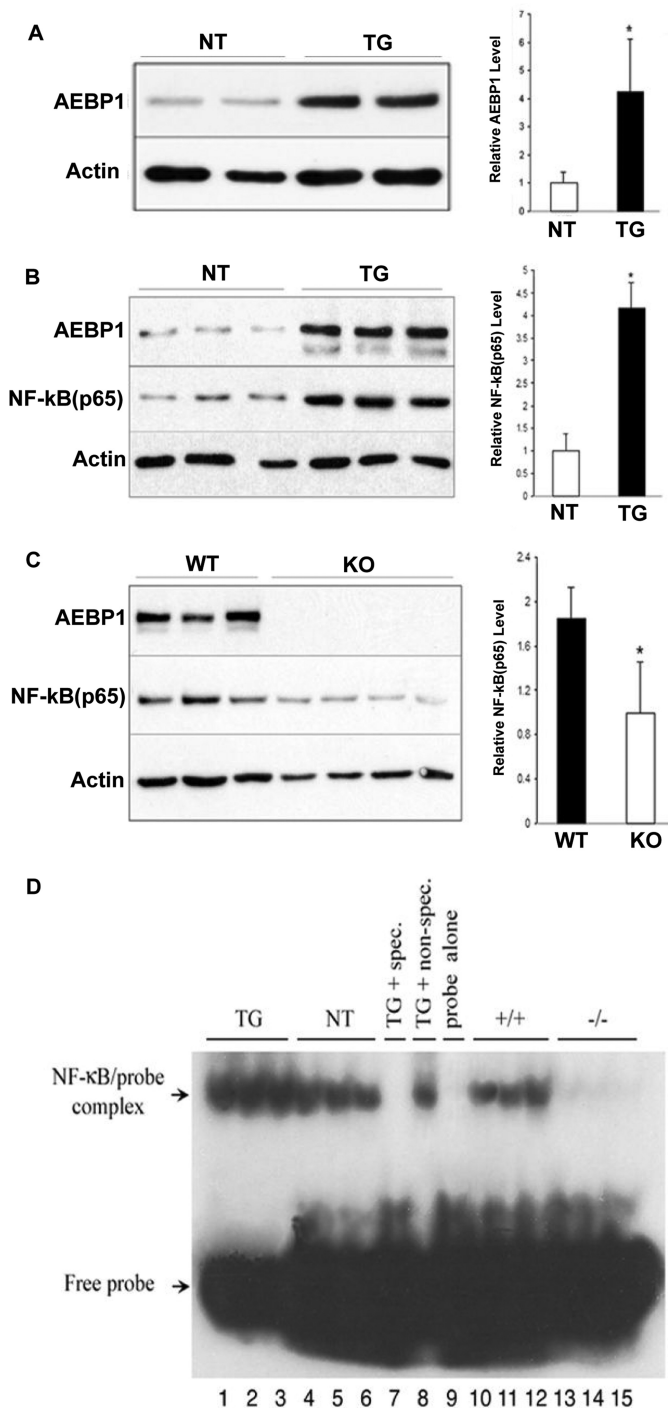 A
NT TG
AEBP1
Actin
Relative AEBP1 Level
8
7
6
5
4
3
2
1
0
*
NT TG
B
NT TG
AEBP1
NF-kB(p65)
Actin
Relative NF-kB(p65) Level
5
4.5
4
3.5
3
2.5
2
1.5
1
0.5
0
*
NT TG
C
WT KO
AEBP1
NF-kB(p65)
Actin
Relative NF-kB(p65) Level
2.4
2
1.6
1.2
0.8
0.4
0
*
WT KO
D
TG NT TG + spec. TG + non-spec. probe alone +/+ -/-
NF-κB/probe
complex
Free probe
1 2 3 4 5 6 7 8 9 10 11 12 13 14 15